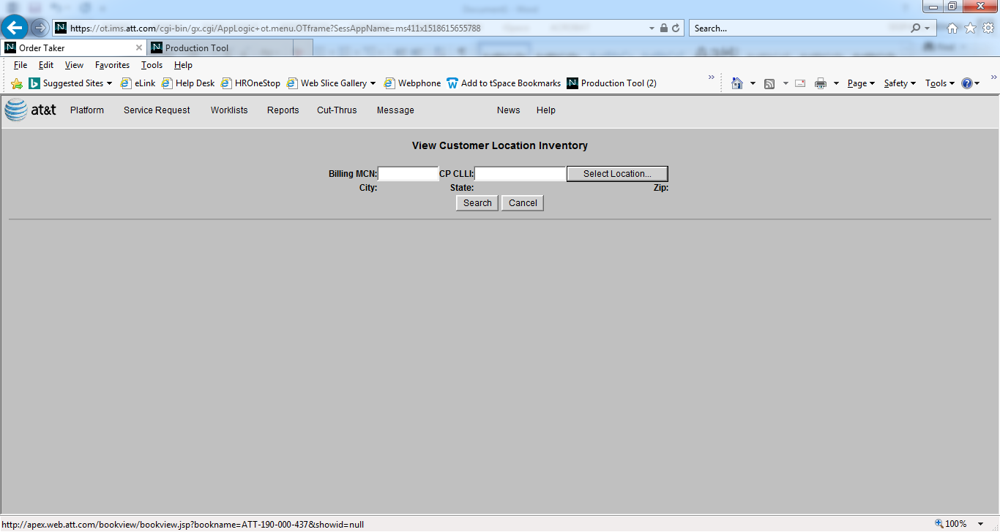 https://ot.ims.att.com/cgi-bin/gx.cgi/AppLogic+ot.menu.OTframe?SessAppName=ms411x1518615655788 Search...
Order Taker Production Tool
File Edit View Favorites Tools Help
Suggested Sites eLink Help Desk HROneStop Web Slice Gallery Webphone Add to tSpace Bookmarks Production Tool (2) » Page Safety Tools »
at&t Platform Service Request Worklists Reports Cut-Thrus Message News Help
View Customer Location Inventory
Billing MCN: CP CLLI: Select Location...
City: State: Zip:
Search Cancel
http://apex.web.att.com/bookview/bookview.jsp?bookname=ATT-190-000-437&showid=null 100%